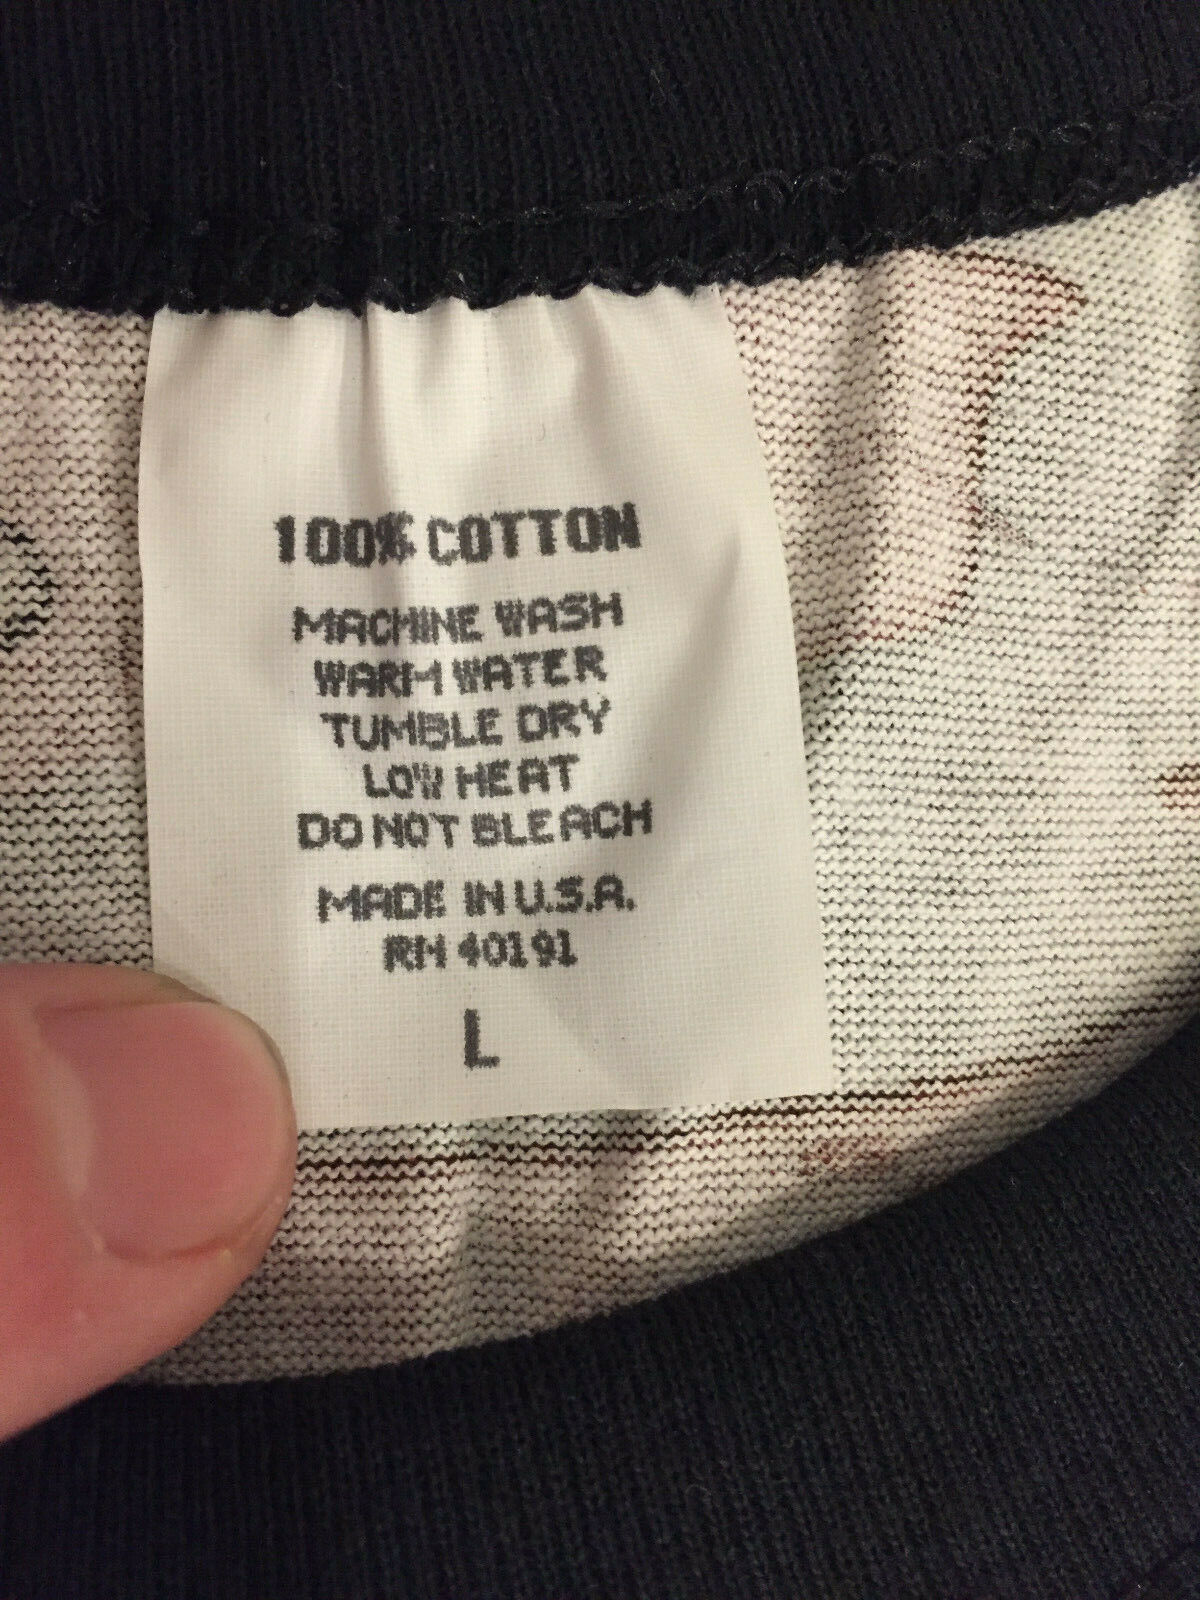 100% COTTON
MACHINE WASH
WARM WATER
TUMBLE DRY
LOW HEAT
DO NOT BLEACH
MADE IN U.S.A.
RN 40191
L